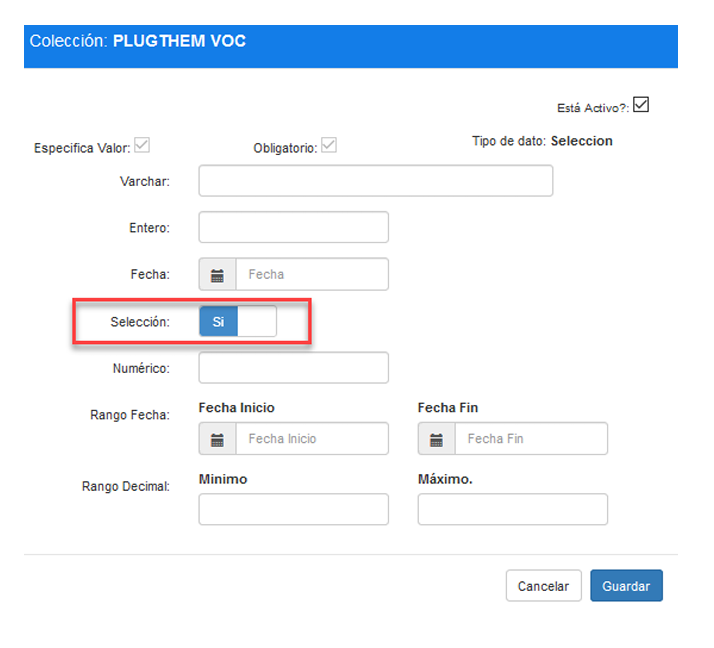 Colección: PLUGTHEM VOC
Está Activo?:
Especifica Valor:
Obligatorio:
Tipo de dato: Seleccion
Varchar:
Entero:
Fecha:
Fecha
Selección:
Si
Numérico:
Rango Fecha:
Fecha Inicio
Fecha Fin
Fecha Inicio
Fecha Fin
Rango Decimal:
Minimo
Máximo.
Cancelar
Guardar